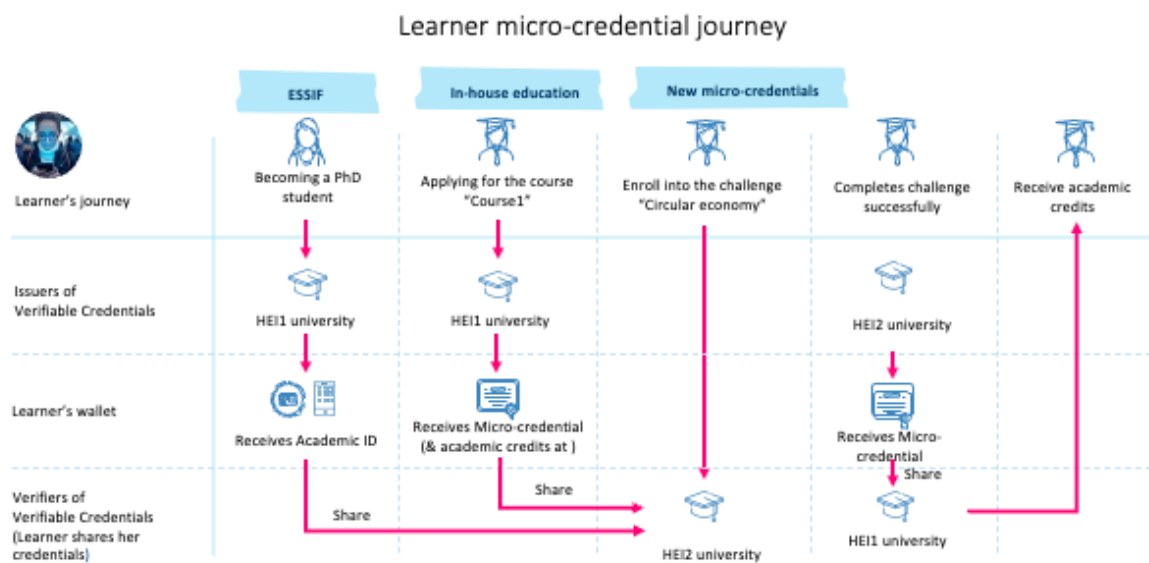 Learner micro-credential journey
ESSIF
In-house education
New micro-credentials
Learner's journey
Becoming a PhD
student
Applying for the course
"Course1"
Enroll into the challenge
"Circular economy"
Completes challenge
successfully
Receive academic
credits
Issuers of
Verifiable Credentials
HEI1 university
HEI1 university
HEI2 university
Learner's wallet
Receives Academic ID
Receives Micro-credential
(& academic credits at )
Receives Micro-
credential
Verifiers of
Verifiable Credentials
(Learner shares her
credentials)
Share
Share
HEI2 university
Share
HEI1 university